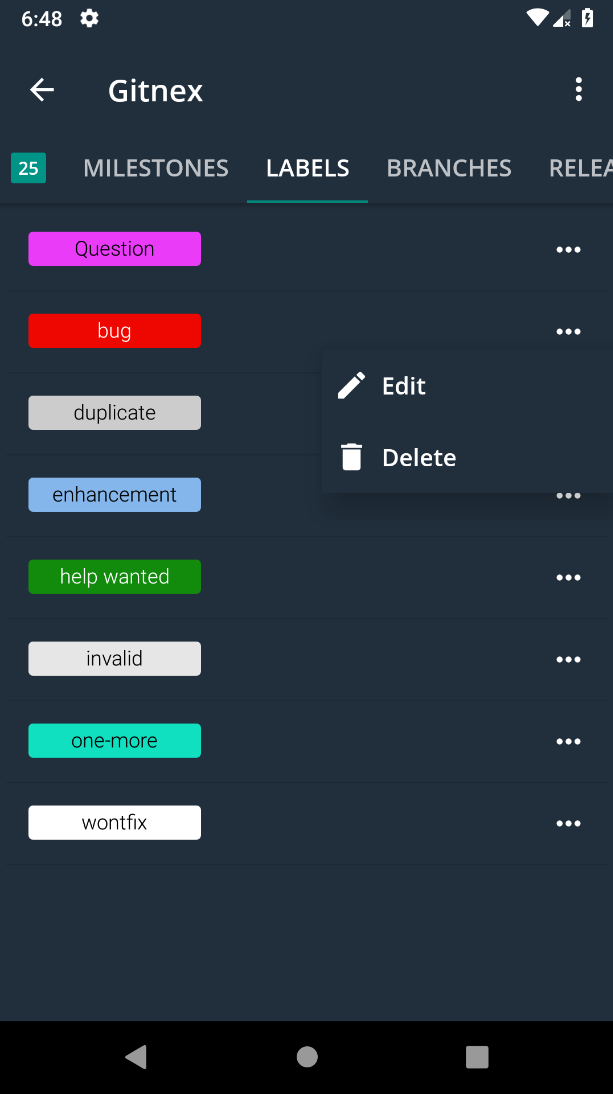 6:48
Gitnex
25 MILESTONES LABELS BRANCHES RELEA
Question
bug
Edit
duplicate
Delete
enhancement
help wanted
invalid
one-more
wontfix